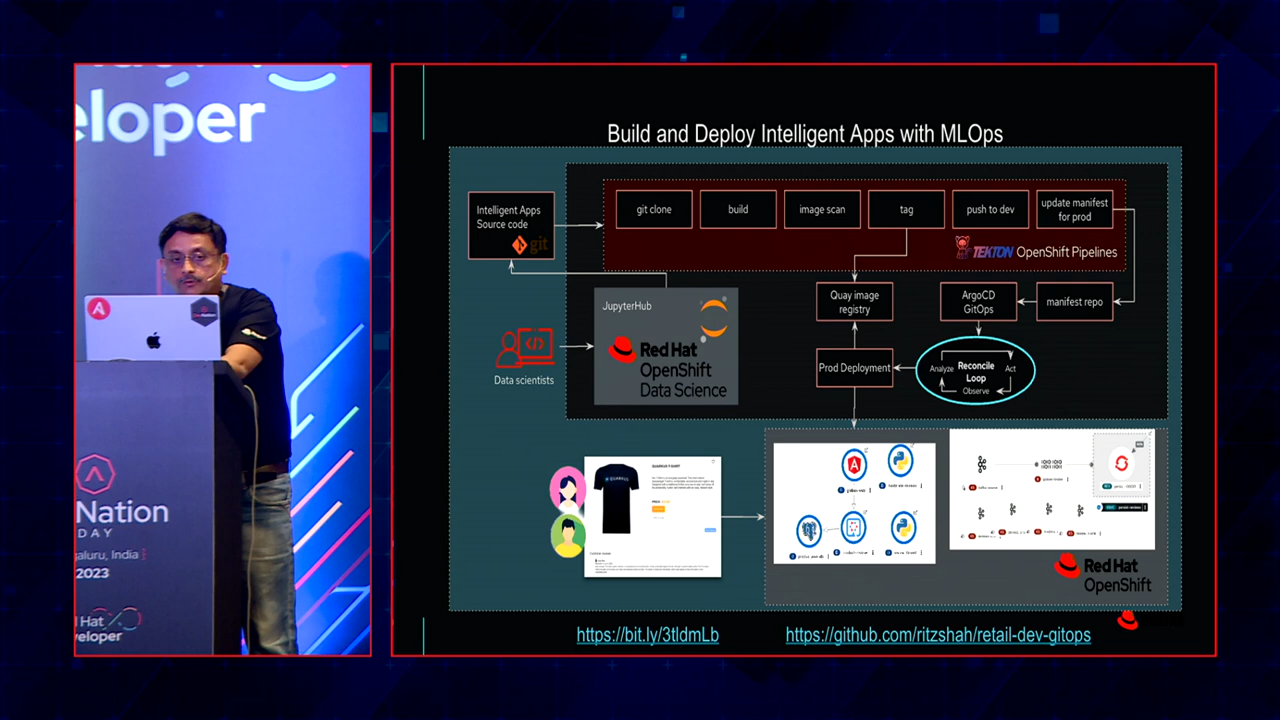 eloper
Nation
DAY
galuru, India
2023
d Hat
eveloper
Build and Deploy Intelligent Apps with MLOps
Intelligent Apps
Source code
git
git clone
build
image scan
tag
push to dev
update manifest
for prod
TEKTON OpenShift Pipelines
JupyterHub
Red Hat
OpenShift
Data Science
Data scientists
Quay image
registry
ArgoCD
GitOps
manifest repo
Prod Deployment
Analyze
Reconcile
Loop
Act
Observe
QUARKUS T-SHIRT
Red Hat
OpenShift
https://bit.ly/3tldmLb
https://github.com/ritzshah/retail-dev-gitops